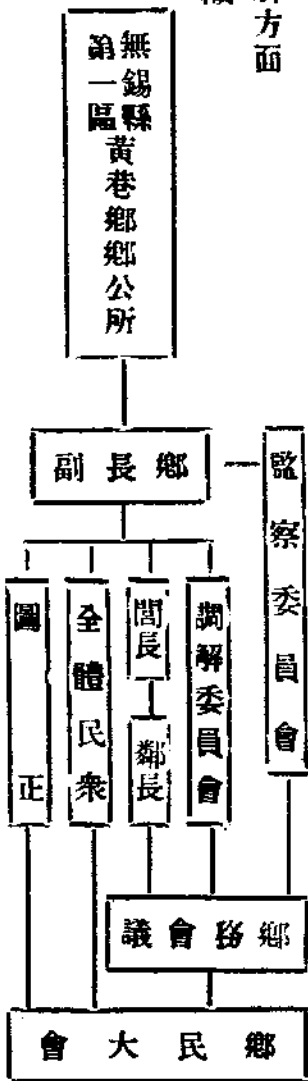 方面
無錫縣
第一區
黃巷鄉鄉公所
鄉長副
監察委員會
調解委員會
閭長
鄰長
全體民衆
圖正
鄉務會議
鄉民大會